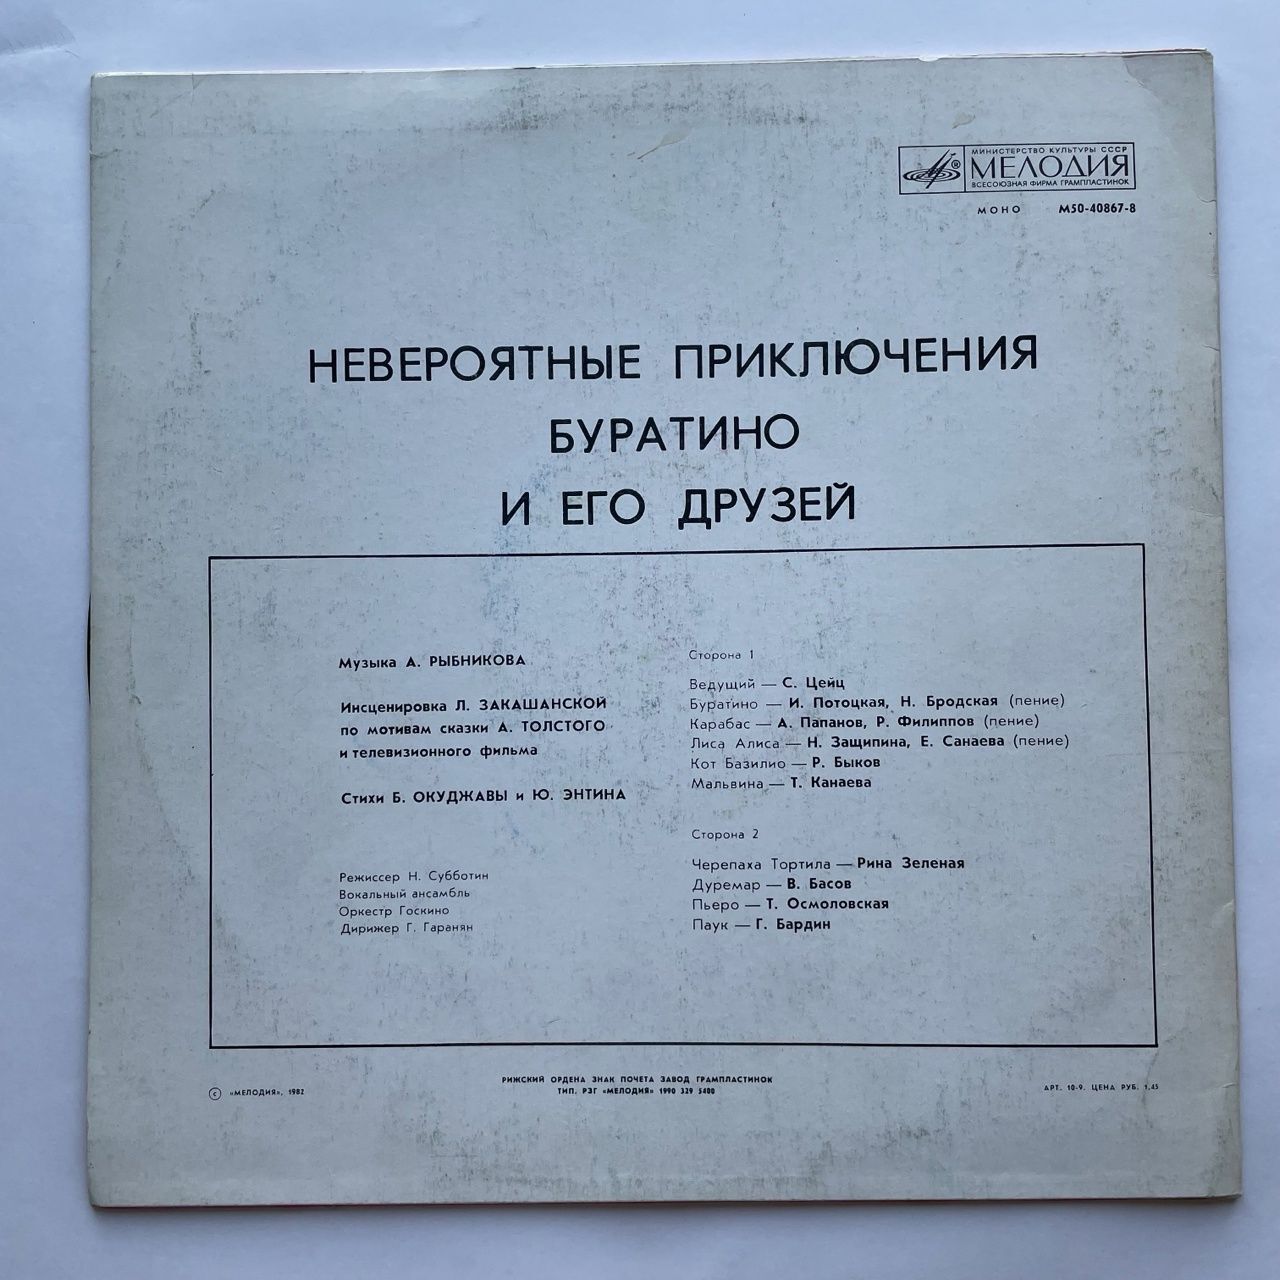 МИНИСТЕРСТВО КУЛЬТУРЫ СССР
МЕЛОДИЯ
ВСЕСОЮЗНАЯ ФИРМА ГРАМПЛАСТИНОК
МОНО М50-40867-8
НЕВЕРОЯТНЫЕ ПРИКЛЮЧЕНИЯ
БУРАТИНО
И ЕГО ДРУЗЕЙ
Музыка А. РЫБНИКОВА
Инсценировка Л. ЗАКАШАНСКОЙ
по мотивам сказки А. ТОЛСТОГО
и телевизионного фильма
Стихи Б. ОКУДЖАВЫ и Ю. ЭНТИНА
Режиссер Н. Субботин
Вокальный ансамбль
Оркестр Госкино
Дирижер Г. Гаранян
Сторона 1
Ведущий — С. Цейц
Буратино — И. Потоцкая, Н. Бродская (пение)
Карабас — А. Папанов, Р. Филиппов (пение)
Лиса Алиса — Н. Защипина, Е. Санаева (пение)
Кот Базилио — Р. Быков
Мальвина — Т. Канаева
Сторона 2
Черепаха Тортила — Рина Зеленая
Дуремар — В. Басов
Пьеро — Т. Осмоловская
Паук — Г. Бардин
© «МЕЛОДИЯ», 1982
РИЖСКИЙ ОРДЕНА ЗНАК ПОЧЕТА ЗАВОД ГРАМПЛАСТИНОК
ТИП. РЗГ «МЕЛОДИЯ» 1990 329 5400
АРТ. 10-9. ЦЕНА РУБ. 1,45